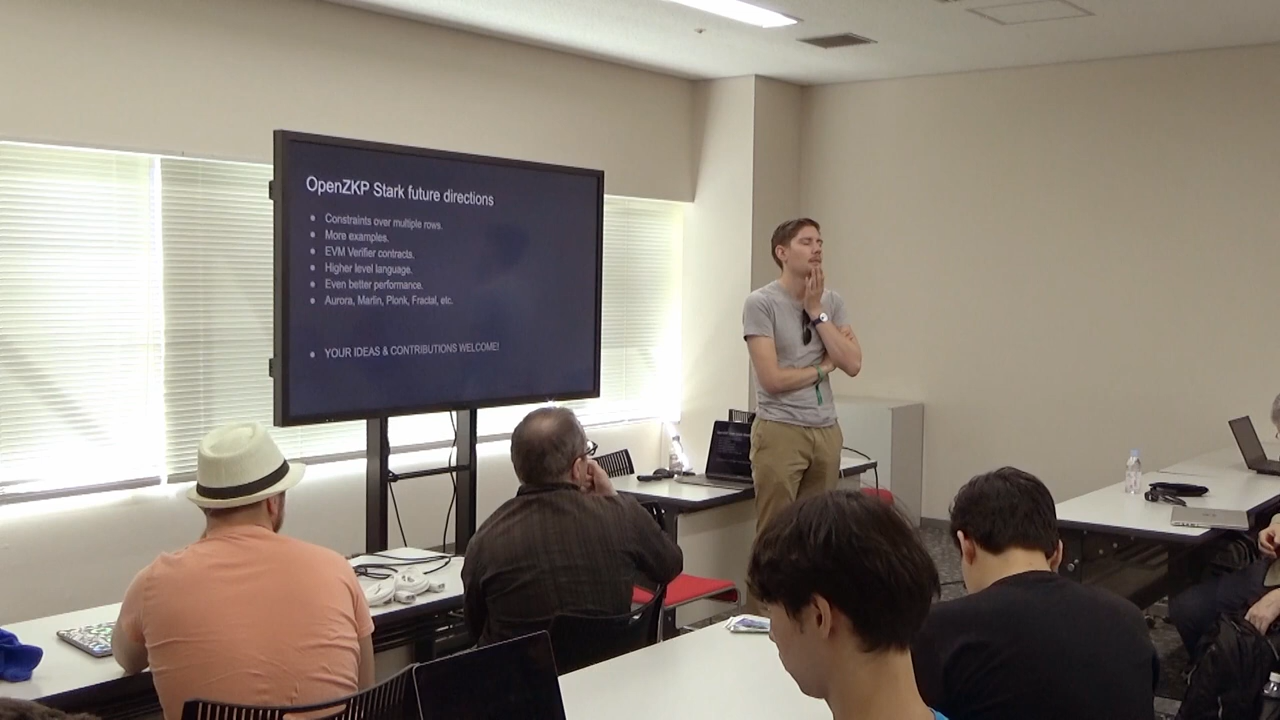 OpenZKP Stark future directions
Constraints over multiple rows.
More examples.
EVM Verifier contracts.
Higher level language.
Even better performance.
Aurora, Marlin, Plonk, Fractal, etc.
YOUR IDEAS & CONTRIBUTIONS WELCOME!